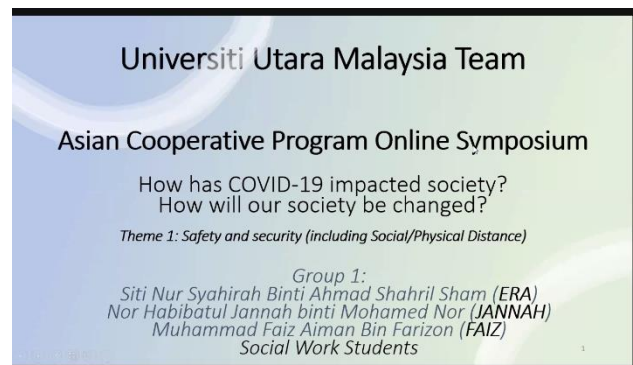 Universiti Utara Malaysia Team
Asian Cooperative Program Online Symposium
How has COVID-19 impacted society?
How will our society be changed?
Theme 1: Safety and security (including Social/Physical Distance)
Group 1:
Siti Nur Syahirah Binti Ahmad Shahril Sham (ERA)
Nor Habibatul Jannah binti Mohamed Nor (JANNAH)
Muhammad Faiz Aiman Bin Farizon (FAIZ)
Social Work Students
1